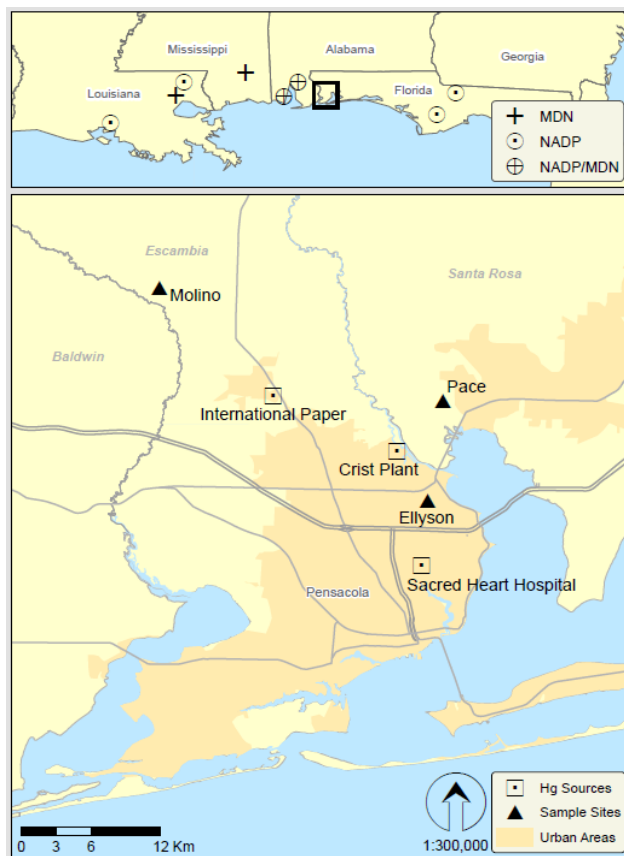 Mississippi
Alabama
Georgia
Louisiana
Florida
MDN
NADP
NADP/MDN
Escambia
Santa Rosa
Molino
Baldwin
Pace
International Paper
Crist Plant
Ellyson
Sacred Heart Hospital
Pensacola
Hg Sources
Sample Sites
Urban Areas
0 3 6 12 Km
1:300,000